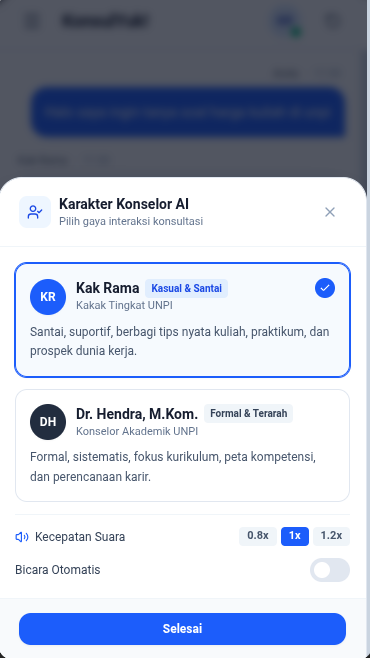 Karakter Konselor AI
Pilih gaya interaksi konsultasi
KR
Kak Rama
Kasual & Santai
Kakak Tingkat UNPI
Santai, suportif, berbagi tips nyata kuliah, praktikum, dan
prospek dunia kerja.
DH
Dr. Hendra, M.Kom.
Formal & Terarah
Konselor Akademik UNPI
Formal, sistematis, fokus kurikulum, peta kompetensi,
dan perencanaan karir.
Kecepatan Suara
0.8x
1x
1.2x
Bicara Otomatis
Selesai